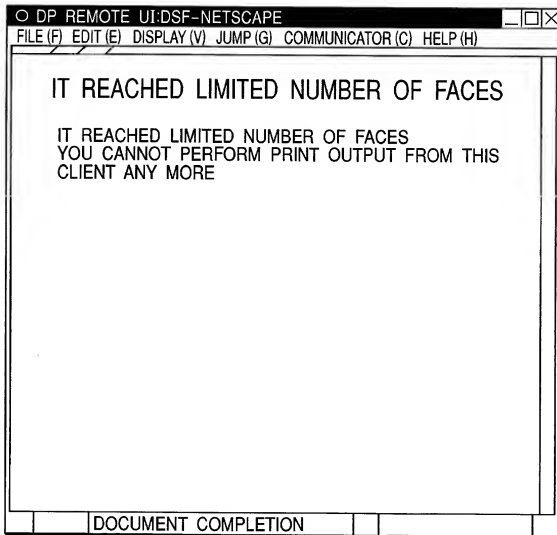 O DP REMOTE UI:DSF-NETSCAPE
FILE (F) EDIT (E) DISPLAY (V) JUMP (G) COMMUNICATOR (C) HELP (H)
IT REACHED LIMITED NUMBER OF FACES
IT REACHED LIMITED NUMBER OF FACES
YOU CANNOT PERFORM PRINT OUTPUT FROM THIS
CLIENT ANY MORE
DOCUMENT COMPLETION